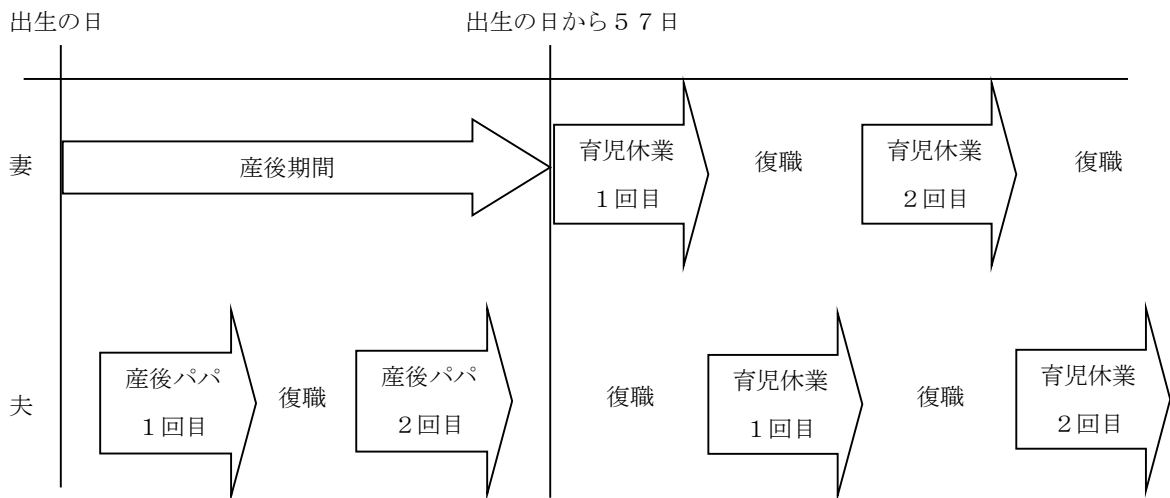 出生の日
出生の日から５７日
妻
産後期間
育児休業
１回目
復職
育児休業
２回目
復職
夫
産後パパ
１回目
復職
産後パパ
２回目
復職
育児休業
１回目
復職
育児休業
２回目